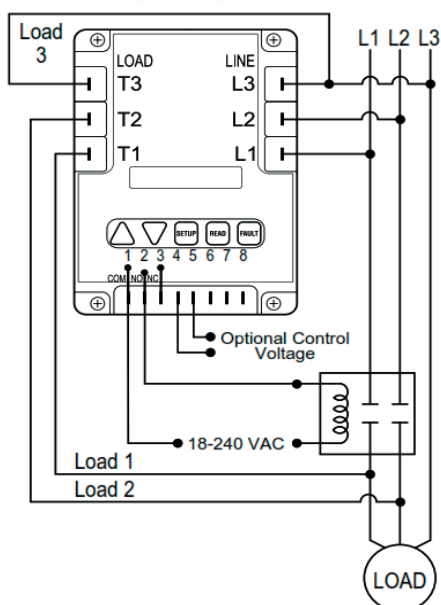 Load
3
L1 L2 L3
LOAD LINE
T3 L3
T2 L2
T1 L1
SETUP READ FAULT
1 2 3 4 5 6 7 8
COM NO NC
Optional Control
Voltage
18-240 VAC
Load 1
Load 2
LOAD